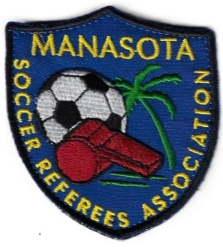 MANASOTA
SOCCER REFEREES ASSOCIATION